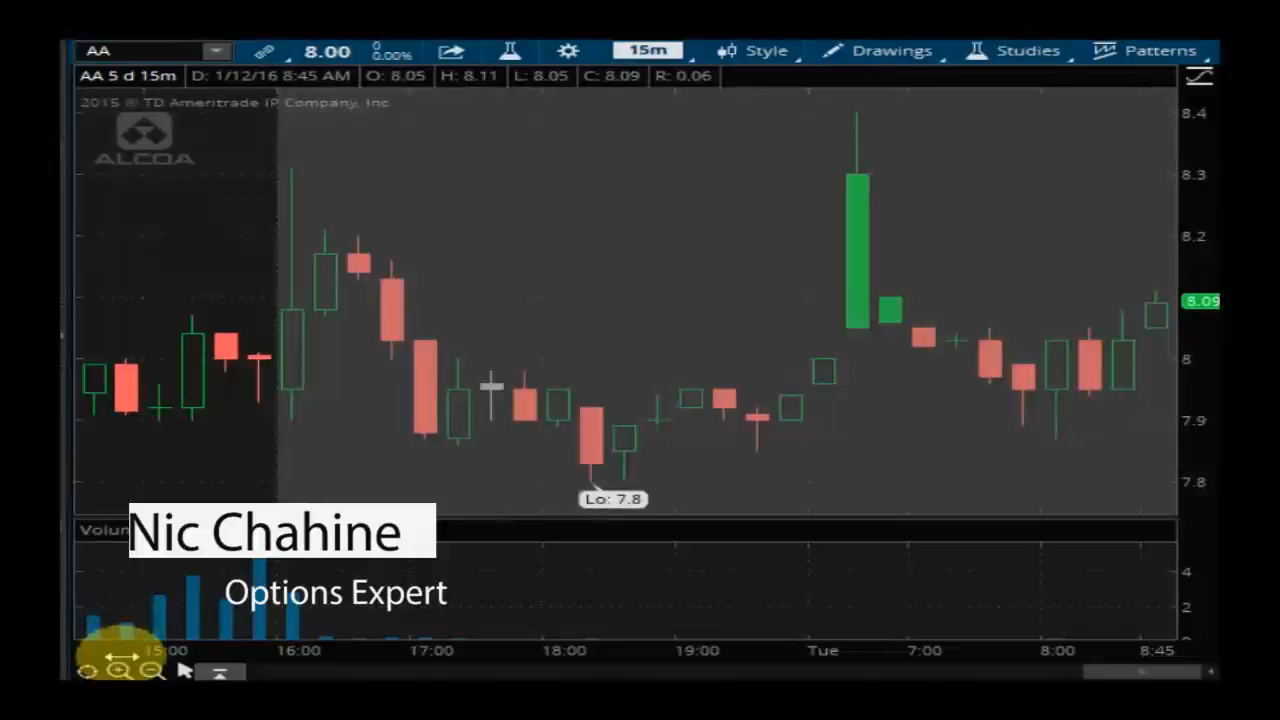 AA 8.00 0 0.00% 15m Style Drawings Studies Patterns
AA 5 d 15m D: 1/12/16 8:45 AM O: 8.05 H: 8.11 L: 8.05 C: 8.09 R: 0.06
2015 © TD Ameritrade IP Company, Inc
ALCOA
8.4
8.3
8.2
8.09
8
7.9
7.8
Lo: 7.8
Nic Chahine
Options Expert
4
2
15:00 16:00 17:00 18:00 19:00 Tue 7:00 8:00 8:45